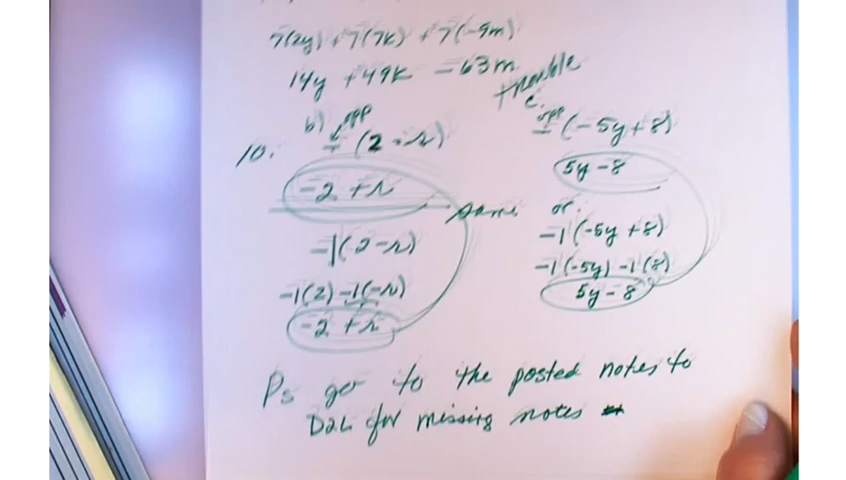 7(2y) + 7(7k) + 7(-9m)
14y + 49k - 63m
trouble
10. b) opp
- (2 - r)
-2 + r
-1(2 - r)
-1(2) -1(-r)
-2 + r
same
c. opp
- (-5y + 8)
5y - 8
or
-1(-5y + 8)
-1(-5y) -1(8)
5y - 8
Ps go to the posted notes to
D2L for missing notes